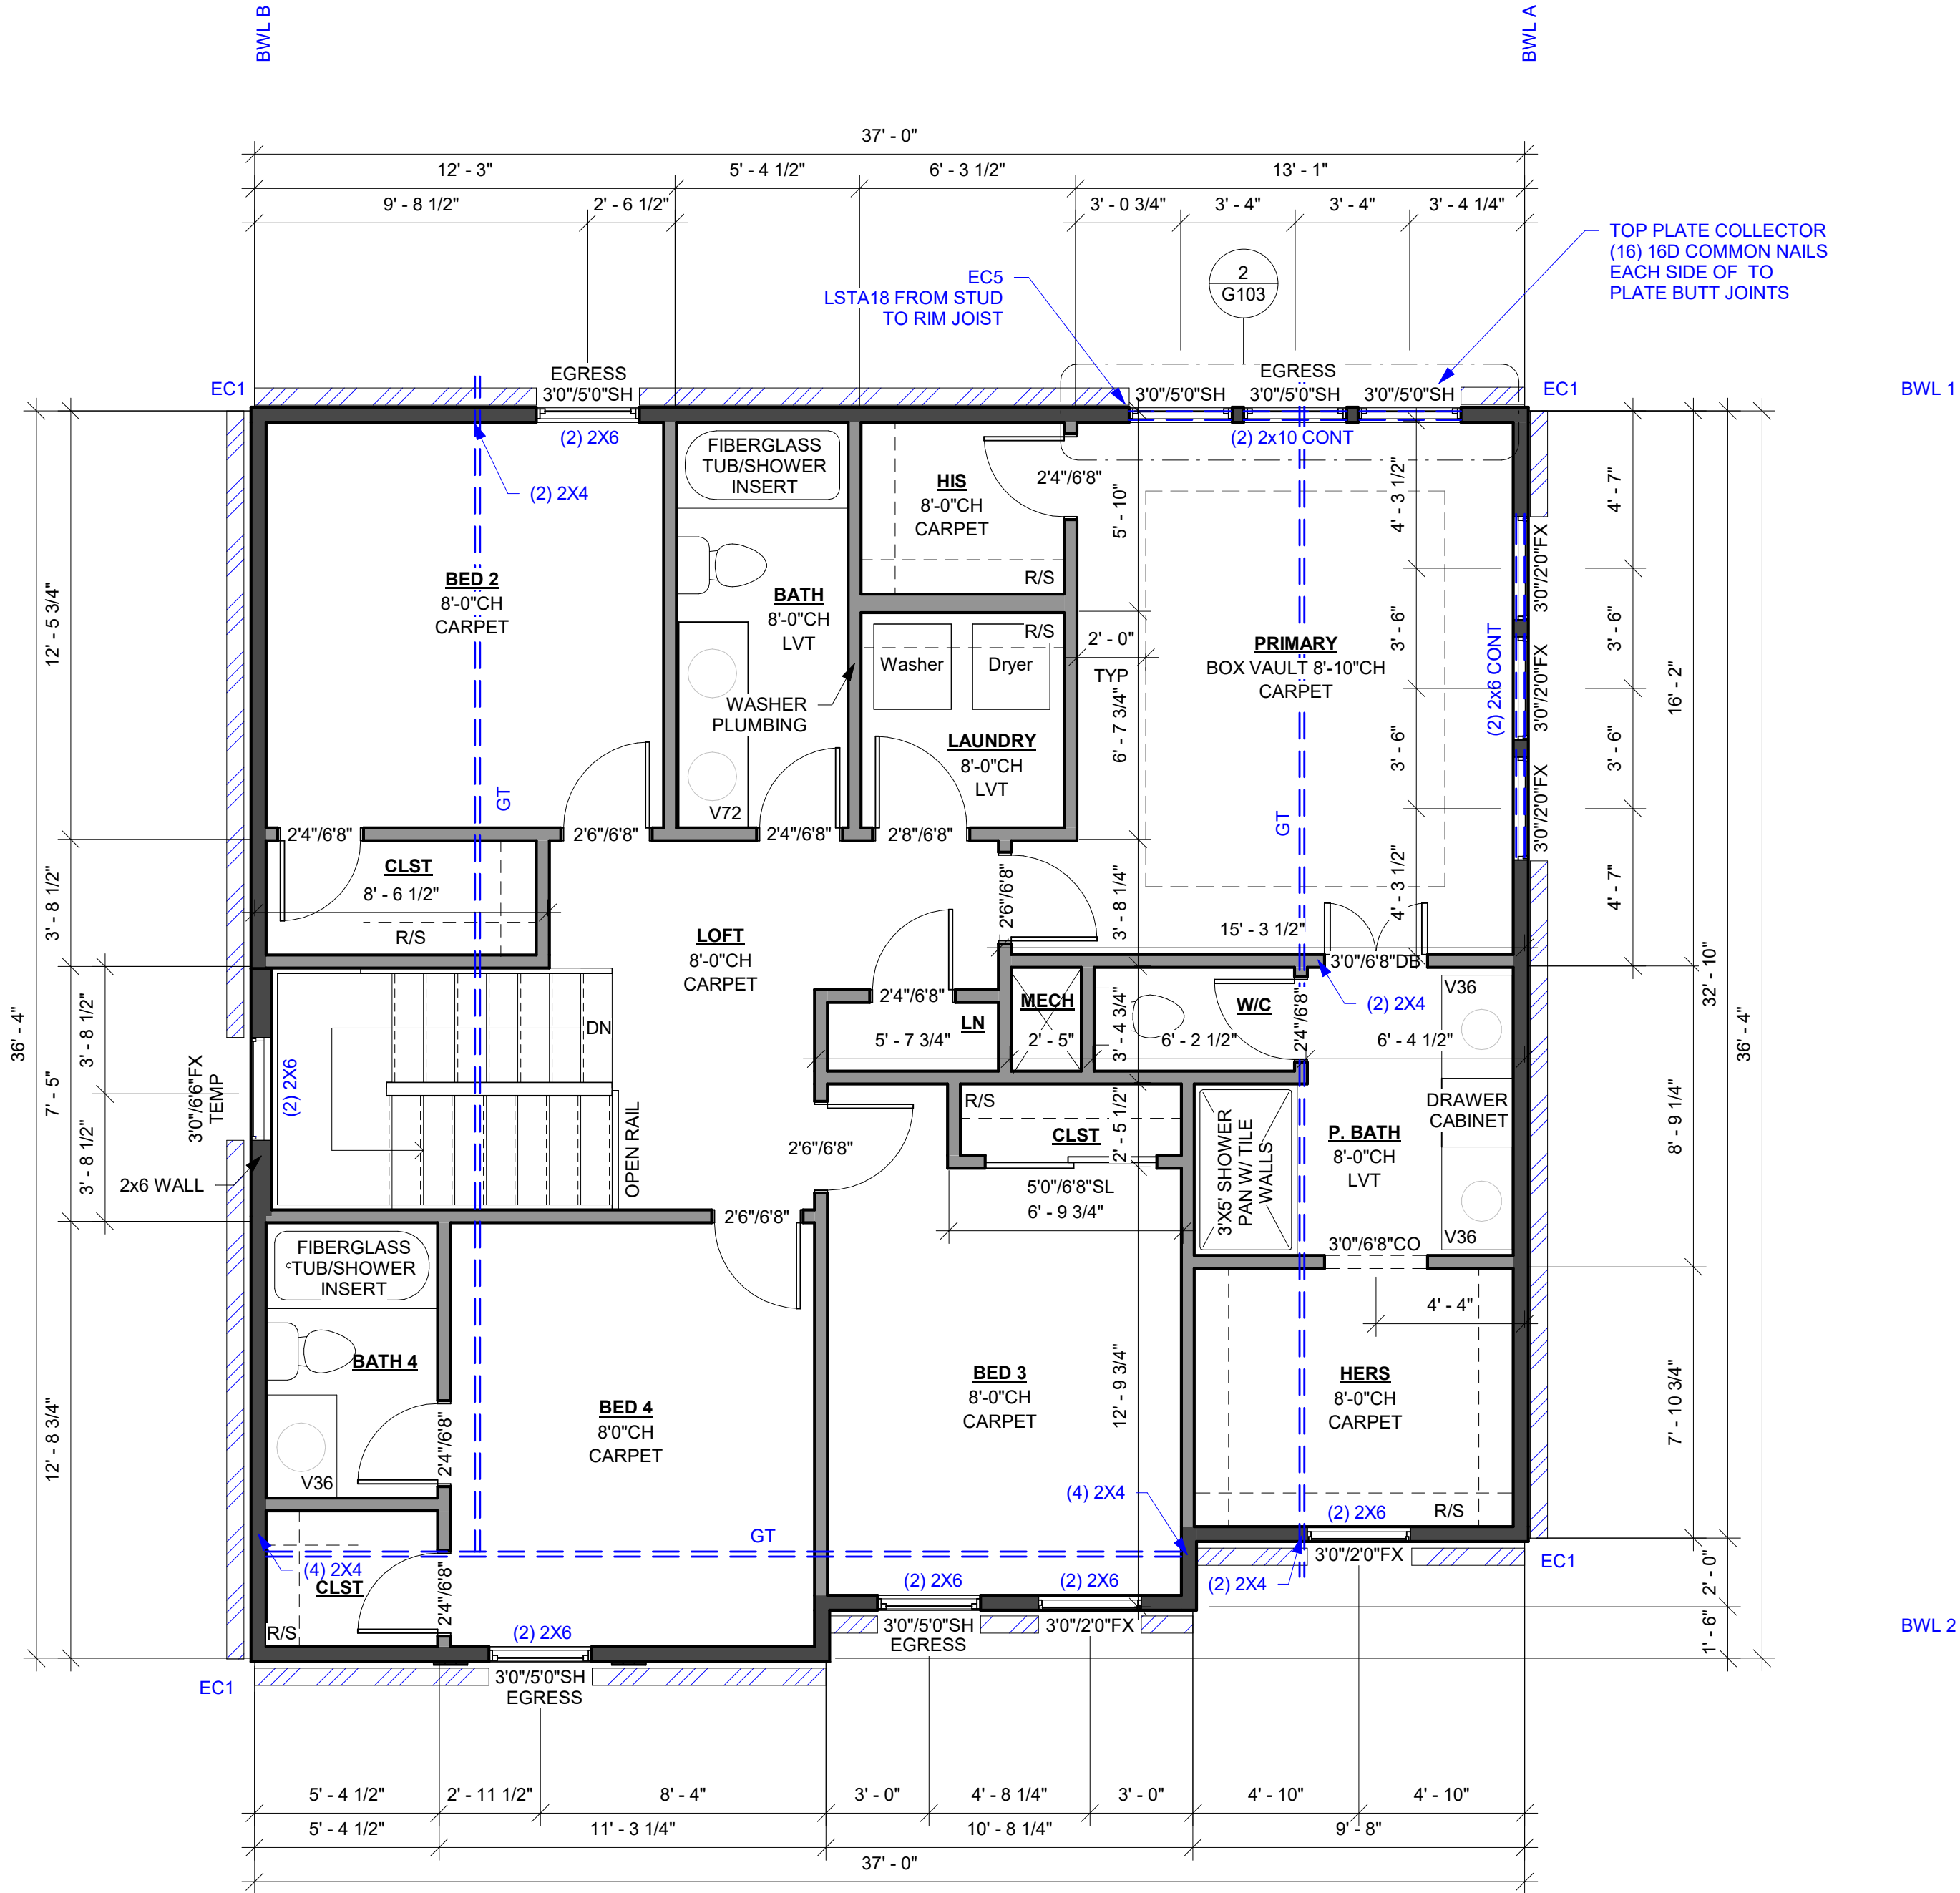 BWL B
BWL A
37' - 0"
12' - 3"
5' - 4 1/2"
6' - 3 1/2"
13' - 1"
9' - 8 1/2"
2' - 6 1/2"
3' - 0 3/4"
3' - 4"
3' - 4"
3' - 4 1/4"
TOP PLATE COLLECTOR
(16) 16D COMMON NAILS
EACH SIDE OF TO
PLATE BUTT JOINTS
2
G103
EC5
LSTA18 FROM STUD
TO RIM JOIST
EC1
EGRESS
3'0"/5'0"SH
EGRESS
3'0"/5'0"SH
3'0"/5'0"SH
3'0"/5'0"SH
EC1
BWL 1
(2) 2X6
(2) 2x10 CONT
(2) 2X4
FIBERGLASS
TUB/SHOWER
INSERT
HIS
8'-0"CH
CARPET
R/S
2'4"/6'8"
5' - 10"
4' - 3 1/2"
4' - 7"
BED 2
8'-0"CH
CARPET
BATH
8'-0"CH
LVT
R/S
Washer
Dryer
2' - 0"
TYP
PRIMARY
BOX VAULT 8'-10"CH
CARPET
3'0"/2'0"FX
3'0"/2'0"FX
3'0"/2'0"FX
(2) 2x6 CONT
3' - 6"
3' - 6"
3' - 6"
3' - 6"
16' - 2"
12' - 5 3/4"
WASHER
PLUMBING
LAUNDRY
8'-0"CH
LVT
6' - 7 3/4"
GT
GT
V72
2'4"/6'8"
2'6"/6'8"
2'4"/6'8"
2'8"/6'8"
CLST
8' - 6 1/2"
R/S
3' - 8 1/2"
LOFT
8'-0"CH
CARPET
2'6"/6'8"
3' - 8 1/4"
4' - 3 1/2"
4' - 7"
15' - 3 1/2"
3'0"/6'8"DB
32' - 10"
36' - 4"
36' - 4"
3' - 8 1/2"
7' - 5"
3' - 8 1/2"
3'0"/6'6"FX
TEMP
(2) 2X6
2x6 WALL
DN
OPEN RAIL
2'4"/6'8"
LN
5' - 7 3/4"
MECH
2' - 5"
3' - 4 3/4"
W/C
6' - 2 1/2"
2'4"/6'8"
(2) 2X4
6' - 4 1/2"
V36
DRAWER
CABINET
R/S
CLST
2' - 5 1/2"
5'0"/6'8"SL
6' - 9 3/4"
2'6"/6'8"
3'X5' SHOWER
PAN W/ TILE
WALLS
P. BATH
8'-0"CH
LVT
V36
3'0"/6'8"CO
8' - 9 1/4"
2'6"/6'8"
FIBERGLASS
TUB/SHOWER
INSERT
BATH 4
V36
2'4"/6'8"
12' - 8 3/4"
BED 4
8'0"CH
CARPET
BED 3
8'-0"CH
CARPET
12' - 9 3/4"
4' - 4"
HERS
8'-0"CH
CARPET
R/S
7' - 10 3/4"
(4) 2X4
(2) 2X6
GT
(4) 2X4
CLST
R/S
2'4"/6'8"
(2) 2X6
(2) 2X6
(2) 2X6
(2) 2X4
3'0"/2'0"FX
EC1
2' - 0"
1' - 6"
BWL 2
3'0"/5'0"SH
EGRESS
3'0"/2'0"FX
3'0"/5'0"SH
EGRESS
EC1
5' - 4 1/2"
2' - 11 1/2"
8' - 4"
3' - 0"
4' - 8 1/4"
3' - 0"
4' - 10"
4' - 10"
5' - 4 1/2"
11' - 3 1/4"
10' - 8 1/4"
9' - 8"
37' - 0"